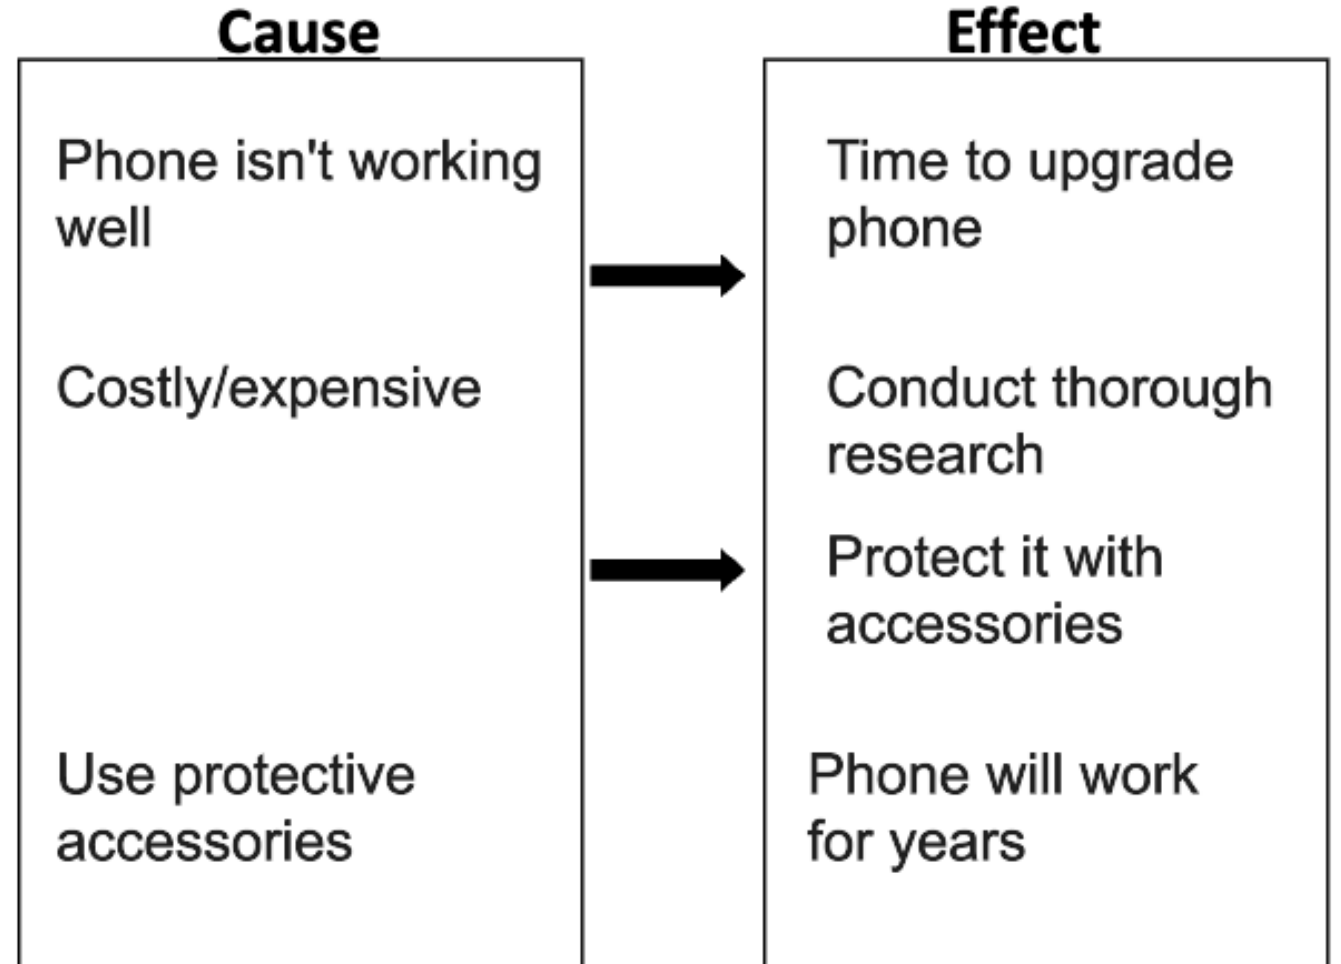 Cause
Effect
Phone isn't working
well
Time to upgrade
phone
Costly/expensive
Conduct thorough
research
Protect it with
accessories
Use protective
accessories
Phone will work
for years